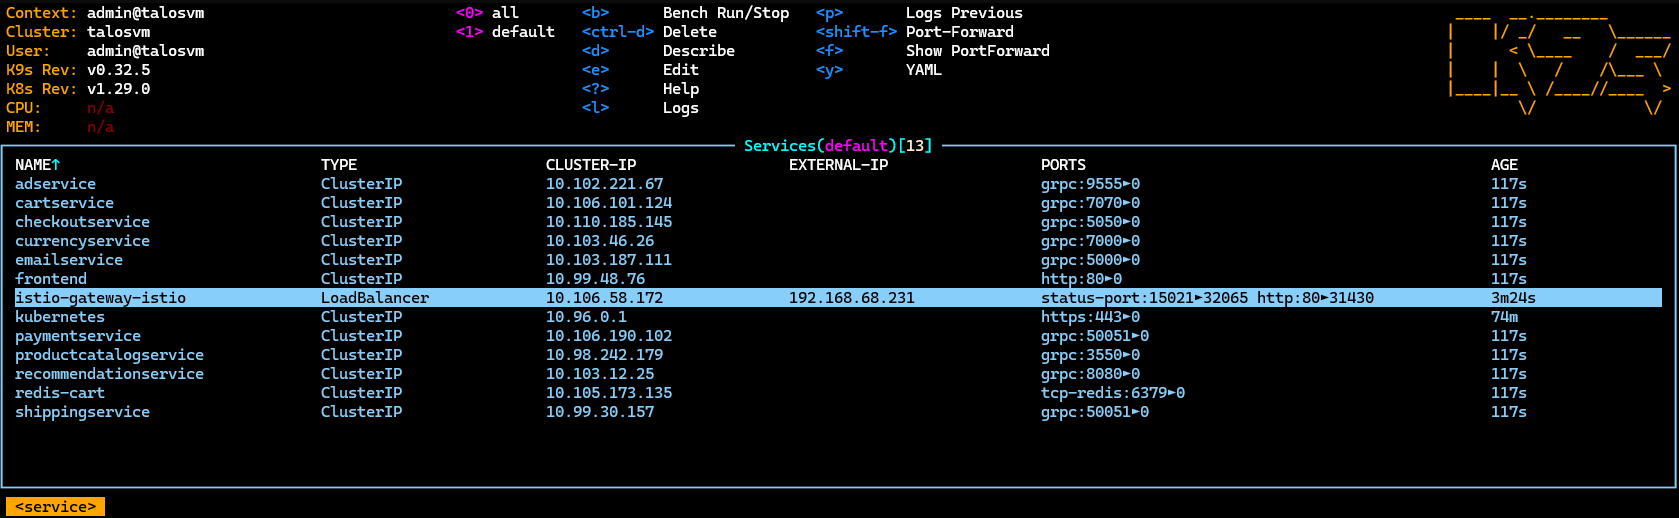 Context: admin@talosvm <0> all <b> Bench Run/Stop <p> Logs Previous
Cluster: talosvm <1> default <ctrl-d> Delete <shift-f> Port-Forward
User: admin@talosvm <d> Describe <f> Show PortForward
K9s Rev: v0.32.5 <e> Edit <y> YAML
K8s Rev: v1.29.0 <?> Help
CPU: n/a <l> Logs
MEM: n/a
Services(default)[13]
NAME↑ TYPE CLUSTER-IP EXTERNAL-IP PORTS AGE
adservice ClusterIP 10.102.221.67 grpc:9555►0 117s
cartservice ClusterIP 10.106.101.124 grpc:7070►0 117s
checkoutservice ClusterIP 10.110.185.145 grpc:5050►0 117s
currencyservice ClusterIP 10.103.46.26 grpc:7000►0 117s
emailservice ClusterIP 10.103.187.111 grpc:5000►0 117s
frontend ClusterIP 10.99.48.76 http:80►0 117s
istio-gateway-istio LoadBalancer 10.106.58.172 192.168.68.231 status-port:15021►32065 http:80►31430 3m24s
kubernetes ClusterIP 10.96.0.1 https:443►0 74m
paymentservice ClusterIP 10.106.190.102 grpc:50051►0 117s
productcatalogservice ClusterIP 10.98.242.179 grpc:3550►0 117s
recommendationservice ClusterIP 10.103.12.25 grpc:8080►0 117s
redis-cart ClusterIP 10.105.173.135 tcp-redis:6379►0 117s
shippingservice ClusterIP 10.99.30.157 grpc:50051►0 117s
<service>